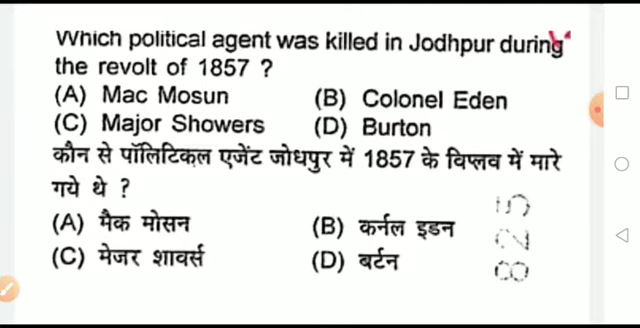 Which political agent was killed in Jodhpur during
the revolt of 1857 ?
(A) Mac Mosun (B) Colonel Eden
(C) Major Showers (D) Burton
कौन से पॉलिटिकल एजेंट जोधपुर में 1857 के विप्लव में मारे
गये थे ?
(A) मैक मोसन (B) कर्नल इडन
(C) मेजर शावर्स (D) बर्टन
825